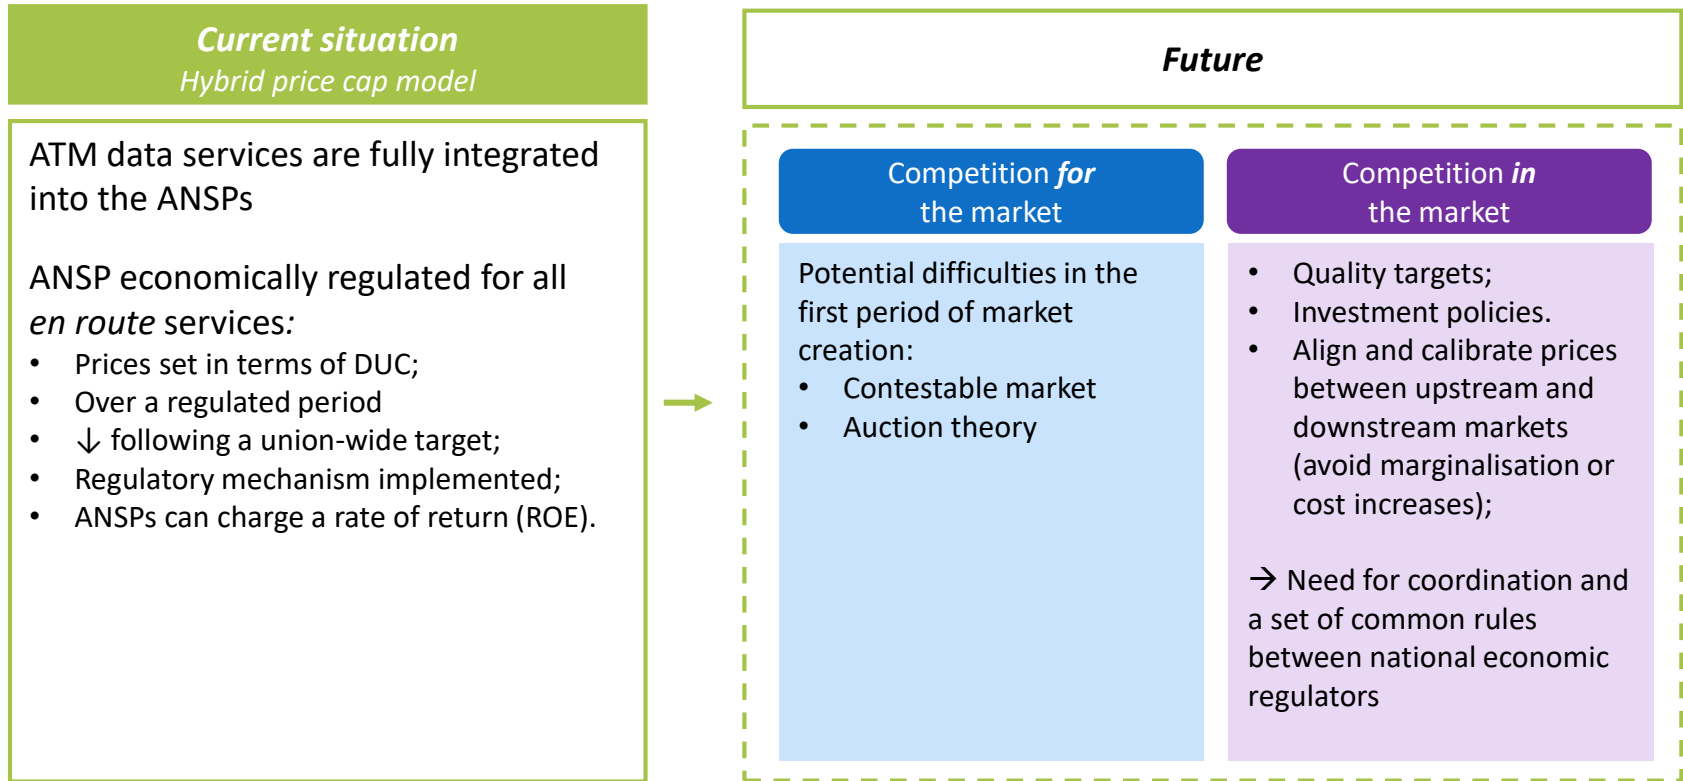 Current situation
Hybrid price cap model
ATM data services are fully integrated
into the ANSPs
ANSP economically regulated for all
en route services:
• Prices set in terms of DUC;
• Over a regulated period
• ↓ following a union-wide target;
• Regulatory mechanism implemented;
• ANSPs can charge a rate of return (ROE).
Future
Competition for
the market
Potential difficulties in the
first period of market
creation:
• Contestable market
• Auction theory
Competition in
the market
• Quality targets;
• Investment policies.
• Align and calibrate prices
between upstream and
downstream markets
(avoid marginalisation or
cost increases);
→ Need for coordination and
a set of common rules
between national economic
regulators